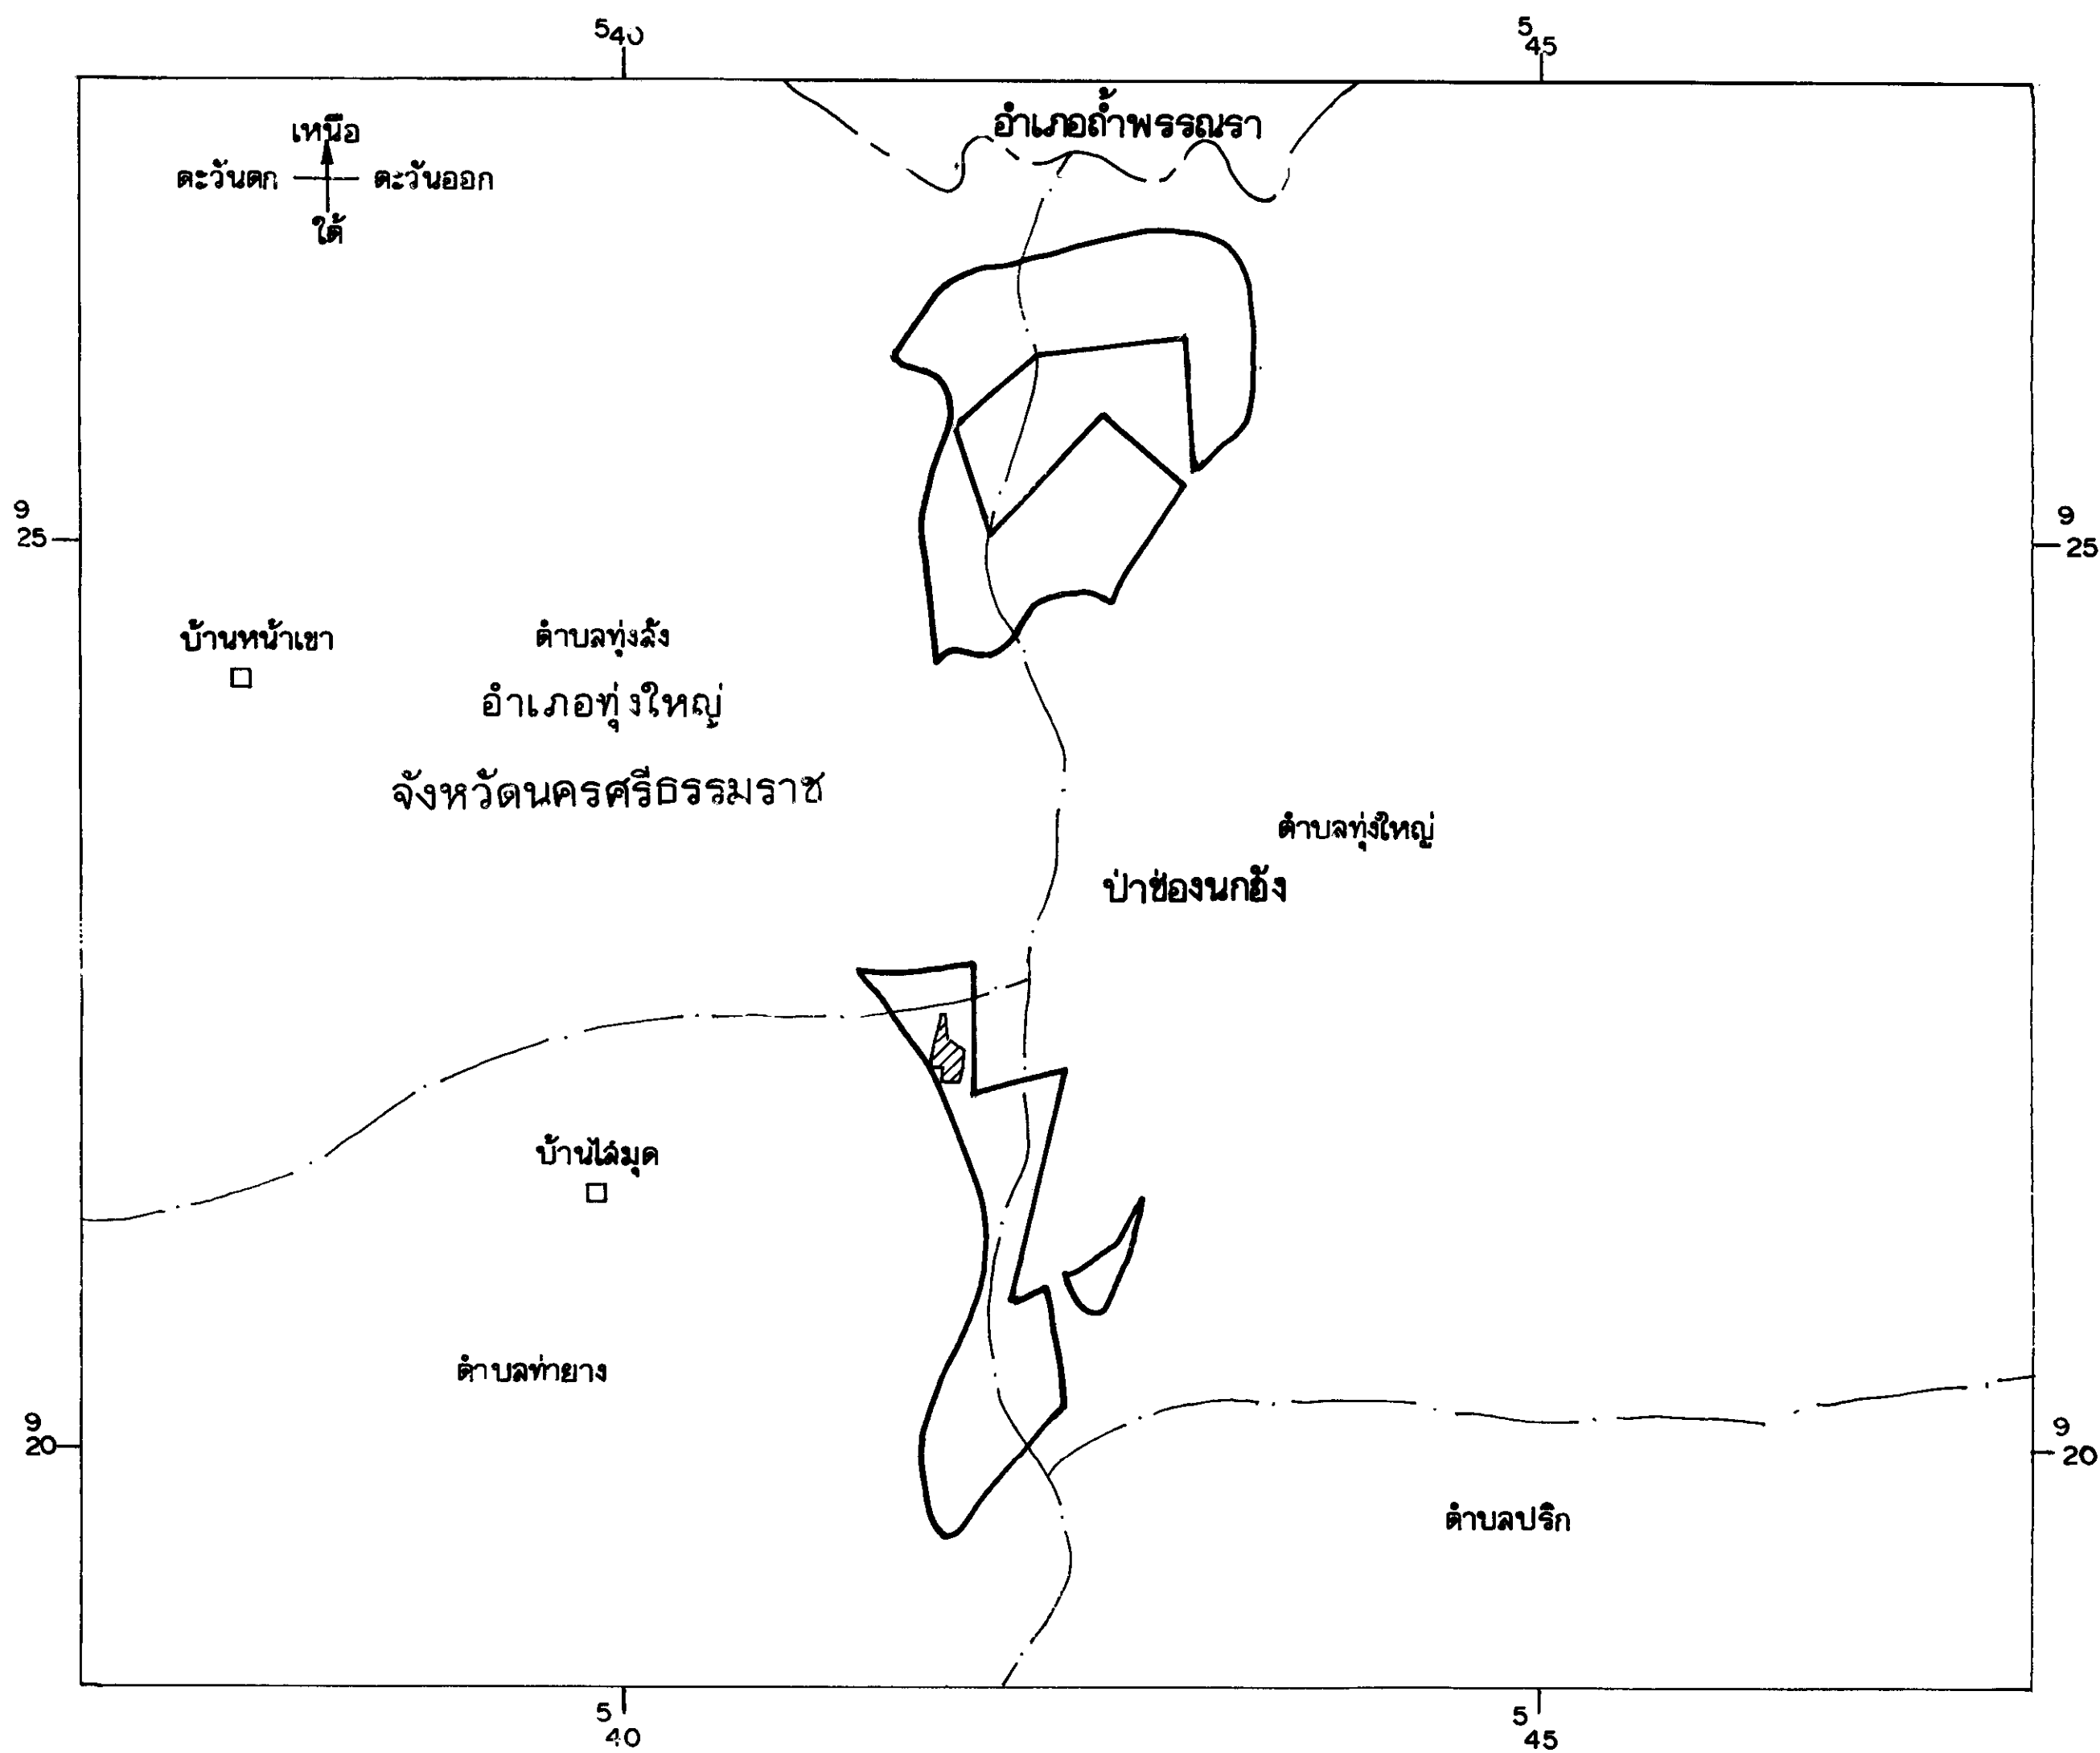 5 40
5 45
อำเภอถ้ำพรรณรา
เหนือ
ตะวันตก ตะวันออก
ใต้
9 25
9 25
บ้านหน้าเขา
ตำบลทุ่งสัง
อำเภอทุ่งใหญ่
จังหวัดนครศรีธรรมราช
ตำบลทุ่งใหญ่
ป่าช่องนกฮัง
บ้านไสมุด
ตำบลท่ายาง
9 20
9 20
ตำบลปริก
5 40
5 45